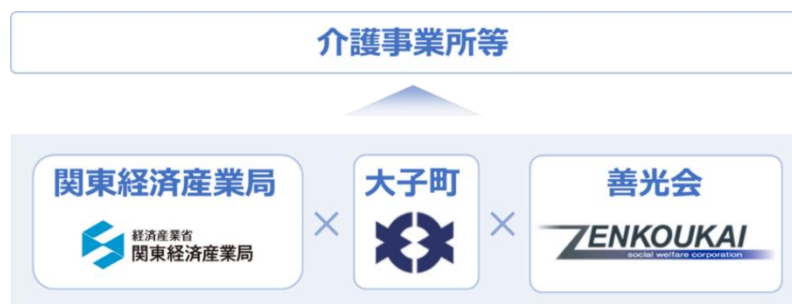 介護事業所等
関東経済産業局
経済産業省
関東経済産業局
×
大子町
×
善光会
ZENKOUKAI
social welfare corporation